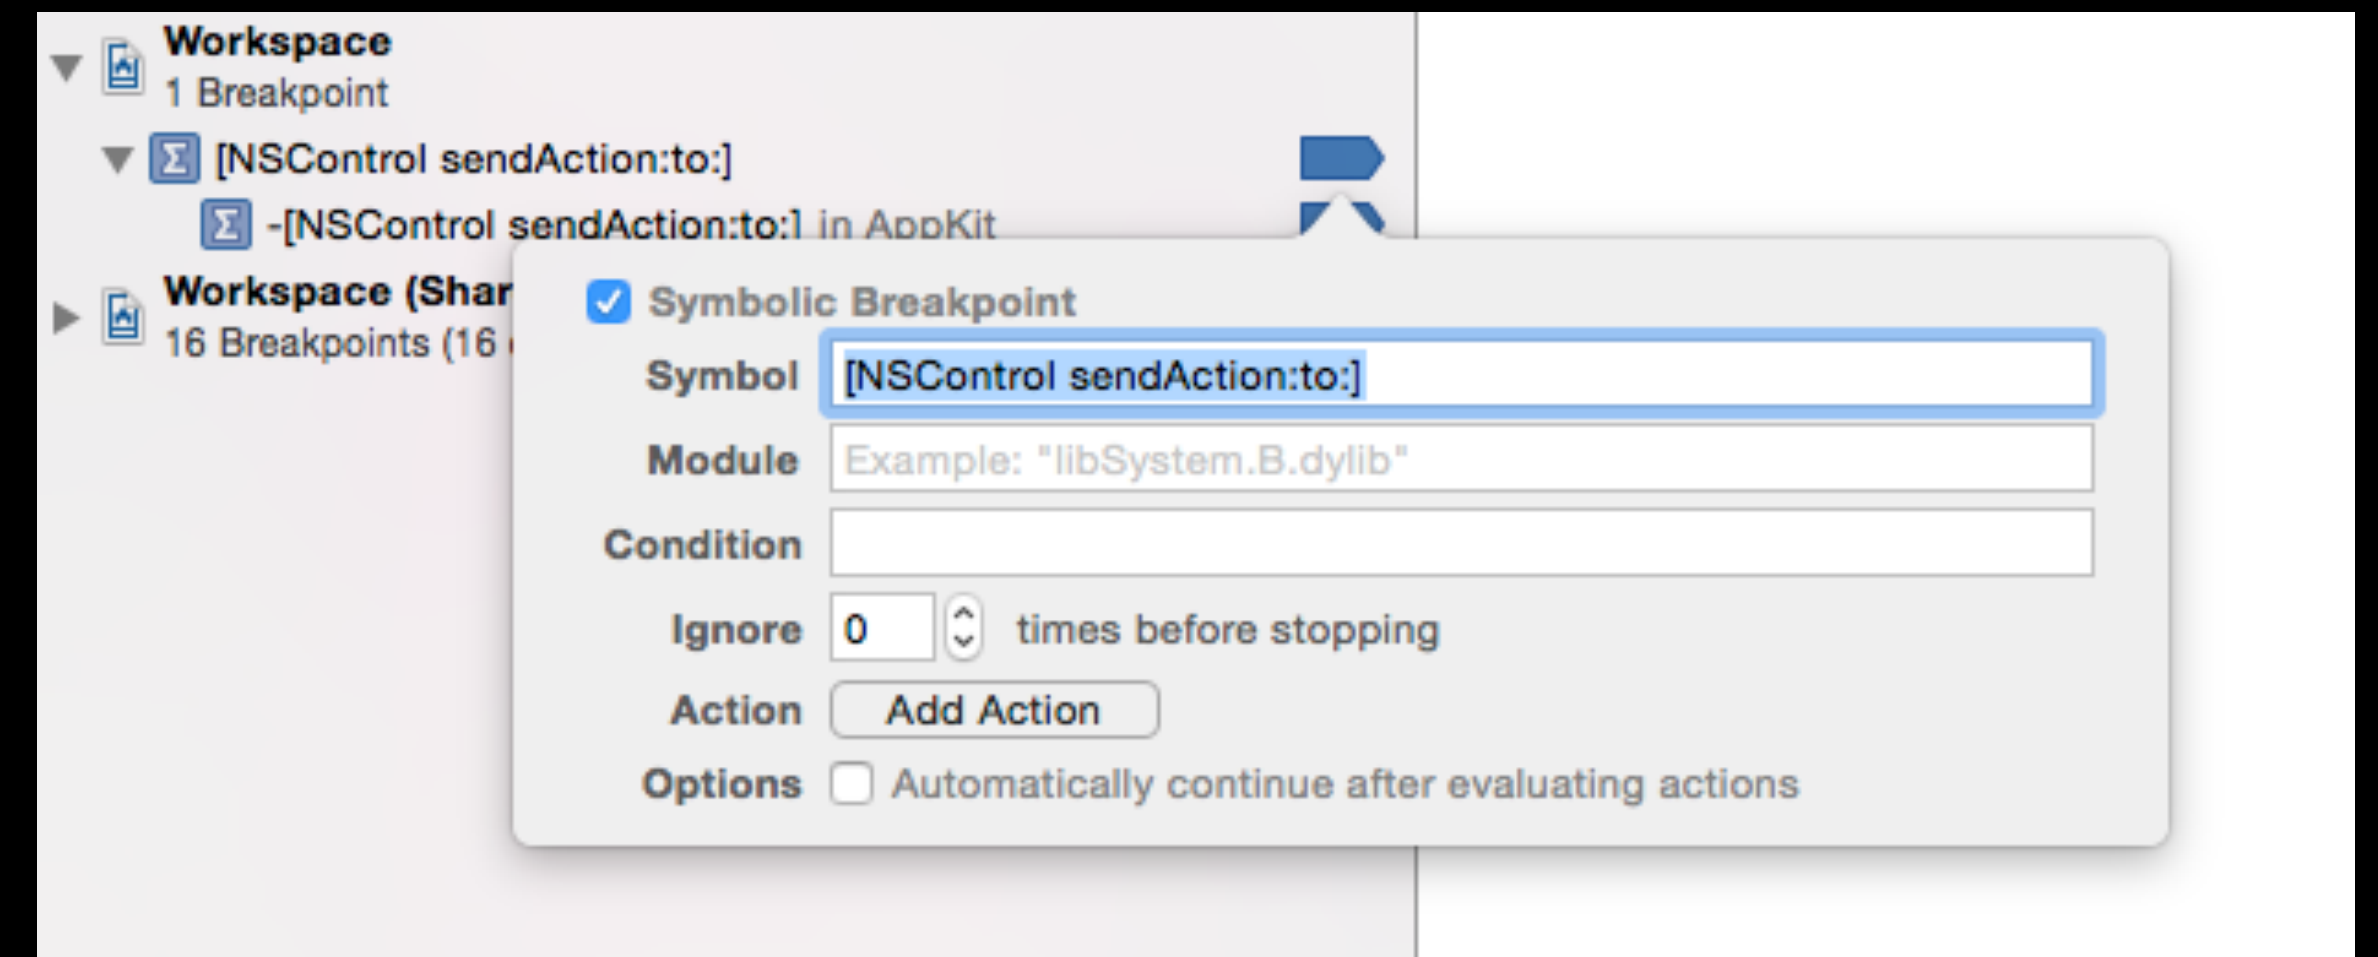 Workspace
1 Breakpoint
[NSControl sendAction:to:]
-[NSControl sendAction:to:] in AppKit
Workspace (Shar
16 Breakpoints (16
Symbolic Breakpoint
Symbol [NSControl sendAction:to:]
Module Example: "libSystem.B.dylib"
Condition
Ignore 0 times before stopping
Action Add Action
Options Automatically continue after evaluating actions